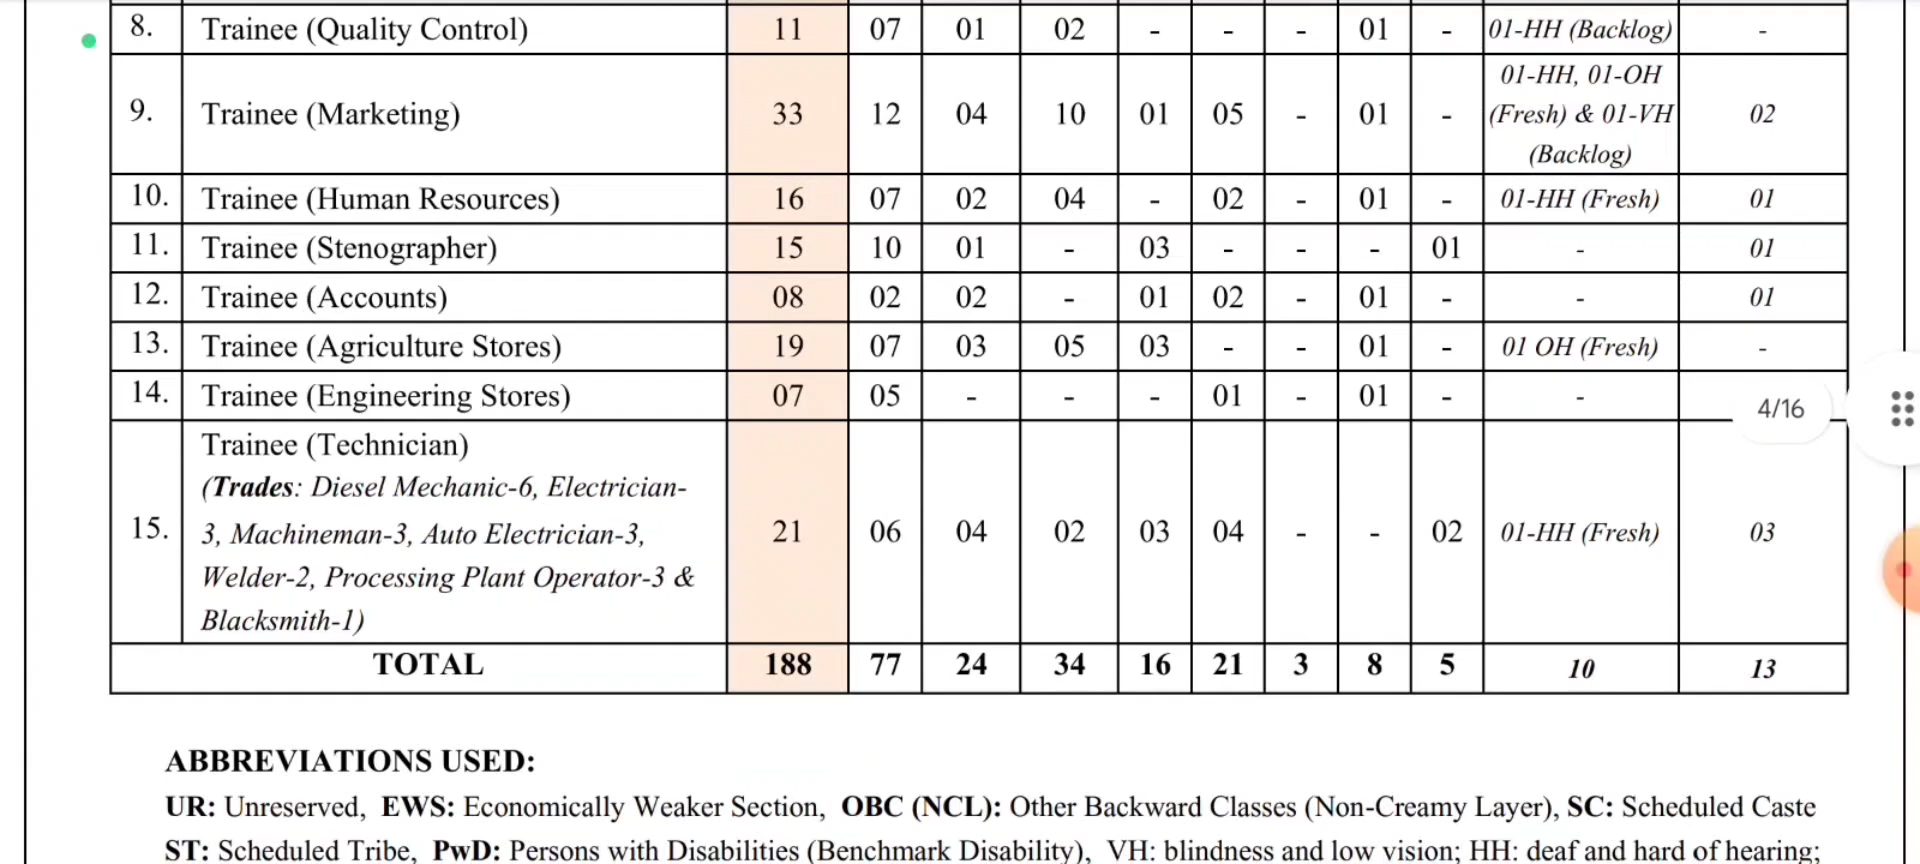 8. Trainee (Quality Control) 11 07 01 02 - - - 01 - 01-HH (Backlog) -
9. Trainee (Marketing) 33 12 04 10 01 05 - 01 - 01-HH, 01-OH
(Fresh) & 01-VH
(Backlog) 02
10. Trainee (Human Resources) 16 07 02 04 - 02 - 01 - 01-HH (Fresh) 01
11. Trainee (Stenographer) 15 10 01 - 03 - - - 01 - 01
12. Trainee (Accounts) 08 02 02 - 01 02 - 01 - - 01
13. Trainee (Agriculture Stores) 19 07 03 05 03 - - 01 - 01 OH (Fresh) -
14. Trainee (Engineering Stores) 07 05 - - - 01 - 01 - -
4/16
15. Trainee (Technician)
(Trades: Diesel Mechanic-6, Electrician-
3, Machineman-3, Auto Electrician-3,
Welder-2, Processing Plant Operator-3 &
Blacksmith-1) 21 06 04 02 03 04 - - 02 01-HH (Fresh) 03
TOTAL 188 77 24 34 16 21 3 8 5 10 13
ABBREVIATIONS USED:
UR: Unreserved, EWS: Economically Weaker Section, OBC (NCL): Other Backward Classes (Non-Creamy Layer), SC: Scheduled Caste
ST: Scheduled Tribe, PwD: Persons with Disabilities (Benchmark Disability), VH: blindness and low vision; HH: deaf and hard of hearing;